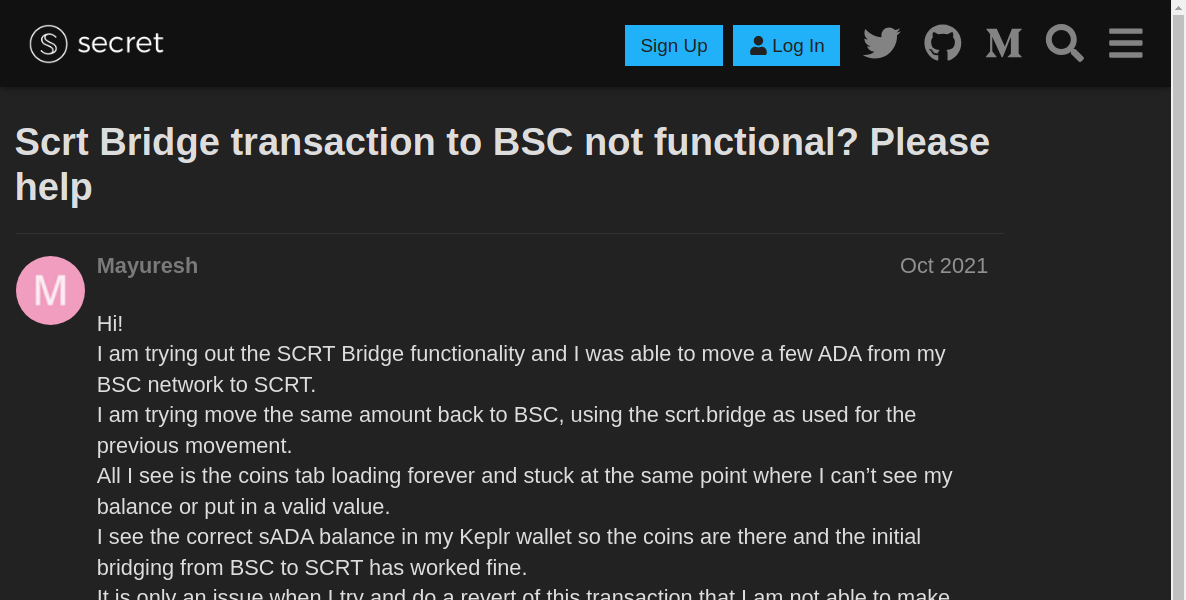 secret
Sign Up
Log In
Scrt Bridge transaction to BSC not functional? Please
help
M
Mayuresh
Oct 2021
Hi!
I am trying out the SCRT Bridge functionality and I was able to move a few ADA from my
BSC network to SCRT.
I am trying move the same amount back to BSC, using the scrt.bridge as used for the
previous movement.
All I see is the coins tab loading forever and stuck at the same point where I can’t see my
balance or put in a valid value.
I see the correct sADA balance in my Keplr wallet so the coins are there and the initial
bridging from BSC to SCRT has worked fine.
It is only an issue when I try and do a revert of this transaction that I am not able to make